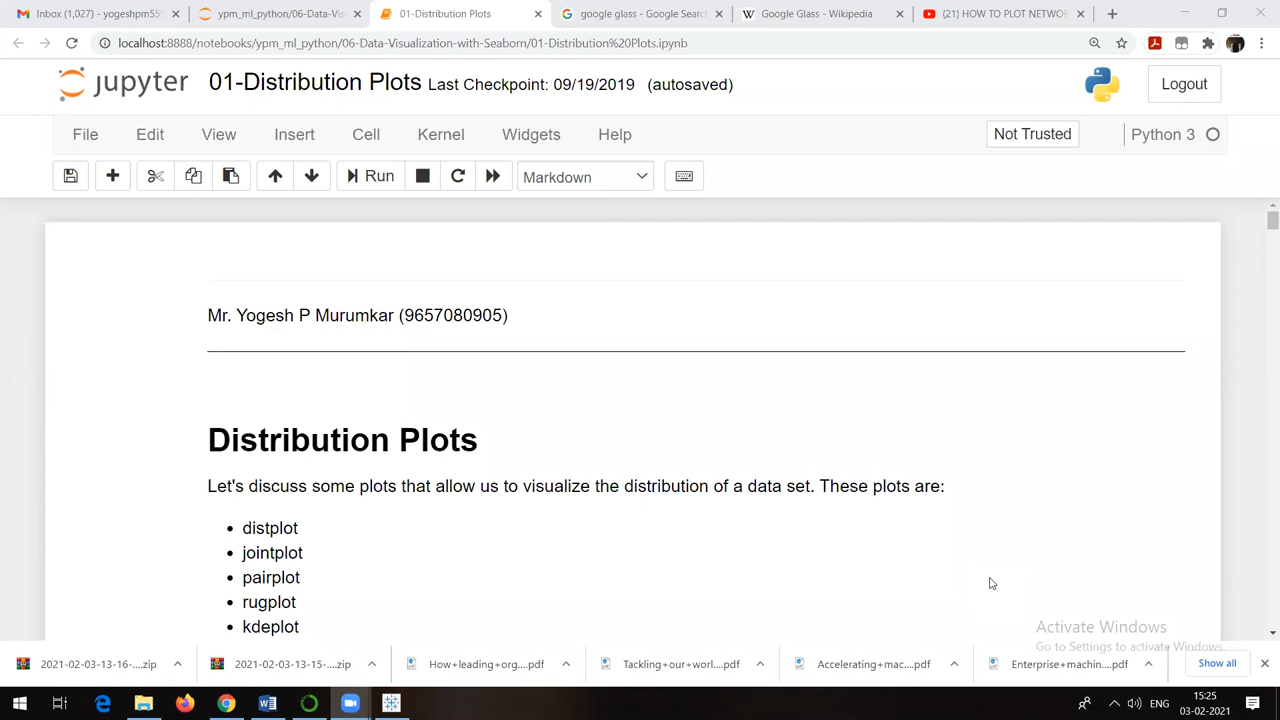 Inbox (1,027) - yogeshpm55
ypm_ml_python/06-Data-Vis
01-Distribution Plots
google glass - Google Search
Google Glass - Wikipedia
(21) HOW TO PLOT NETWOR
localhost:8888/notebooks/ypm_ml_python/06-Data-Visualization-with-Seaborn/01-Distribution%20Plots.ipynb
jupyter 01-Distribution Plots Last Checkpoint: 09/19/2019 (autosaved)
Logout
File Edit View Insert Cell Kernel Widgets Help
Not Trusted
Python 3
Run
Markdown
Mr. Yogesh P Murumkar (9657080905)
Distribution Plots
Let's discuss some plots that allow us to visualize the distribution of a data set. These plots are:
distplot
jointplot
pairplot
rugplot
kdeplot
Activate Windows
Go to Settings to activate Windows.
2021-02-03-13-16-....zip
2021-02-03-13-15-....zip
How+leading+org....pdf
Tackling+our+worl....pdf
Accelerating+mac....pdf
Enterprise+machin....pdf
Show all
ENG
15:25
03-02-2021